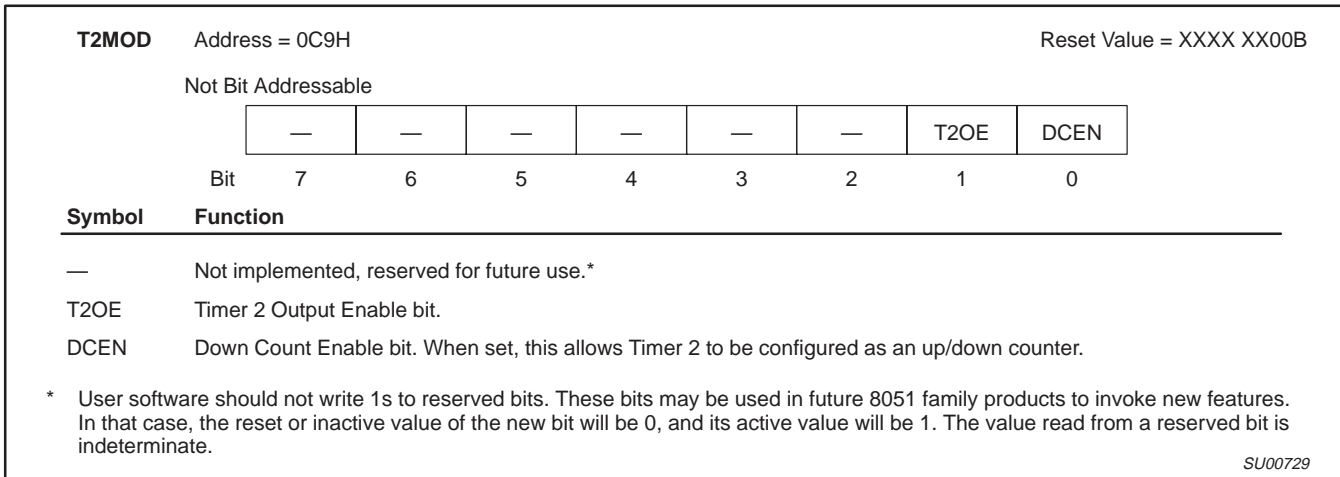 T2MOD Address = 0C9H Reset Value = XXXX XX00B
Not Bit Addressable
— — — — — — T2OE DCEN
Bit 7 6 5 4 3 2 1 0
Symbol Function
— Not implemented, reserved for future use.*
T2OE Timer 2 Output Enable bit.
DCEN Down Count Enable bit. When set, this allows Timer 2 to be configured as an up/down counter.
* User software should not write 1s to reserved bits. These bits may be used in future 8051 family products to invoke new features.
In that case, the reset or inactive value of the new bit will be 0, and its active value will be 1. The value read from a reserved bit is
indeterminate.
SU00729